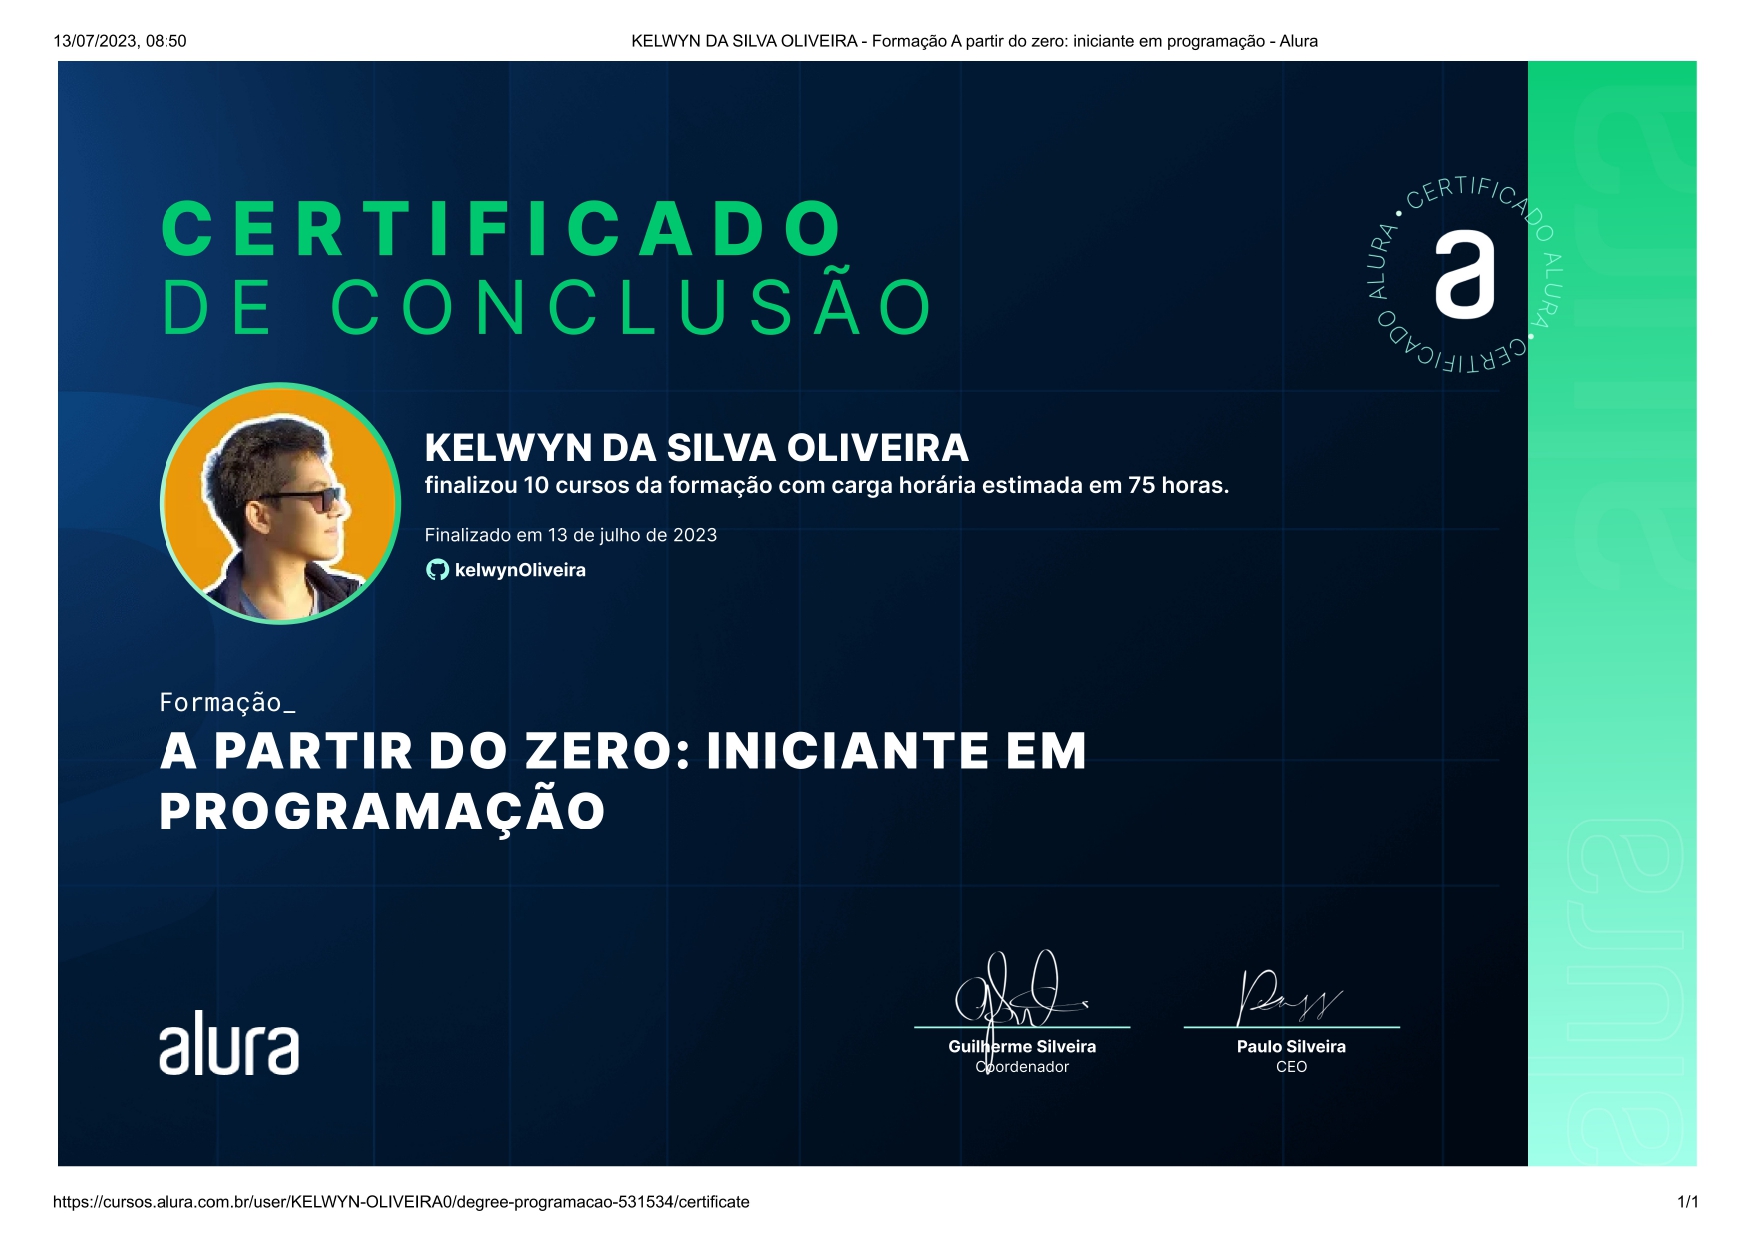 13/07/2023, 08:50
KELWYN DA SILVA OLIVEIRA - Formação A partir do zero: iniciante em programação - Alura
CERTIFICADO
DE CONCLUSÃO
• CERTIFICADO ALURA • CERTIFICADO ALURA
a
KELWYN DA SILVA OLIVEIRA
finalizou 10 cursos da formação com carga horária estimada em 75 horas.
Finalizado em 13 de julho de 2023
kelwynOliveira
Formação_
A PARTIR DO ZERO: INICIANTE EM
PROGRAMAÇÃO
alura
Guilherme Silveira
Coordenador
Paulo Silveira
CEO
alura
alura
alura
https://cursos.alura.com.br/user/KELWYN-OLIVEIRA0/degree-programacao-531534/certificate
1/1